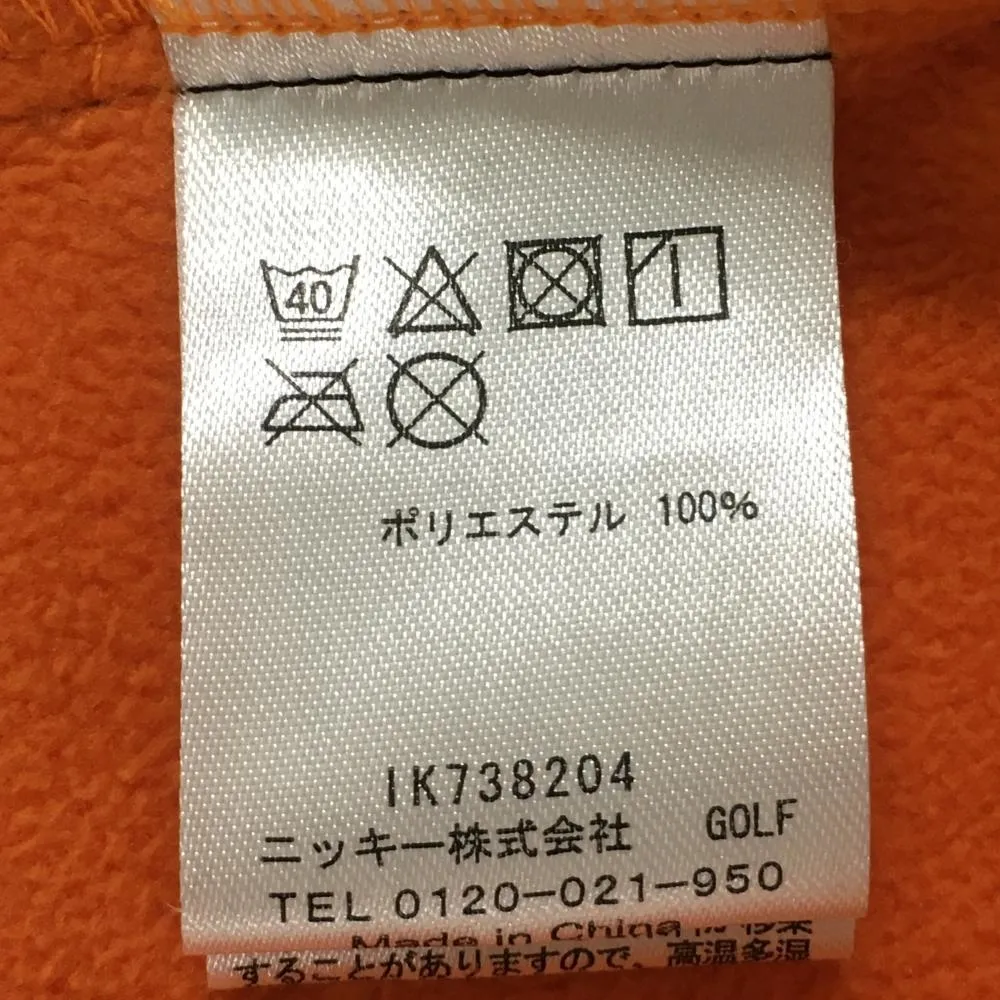 40
ポリエステル 100%
IK738204
ニッキー株式会社 GOLF
TEL 0120-021-950
Made in China
することがありますので、高温多湿